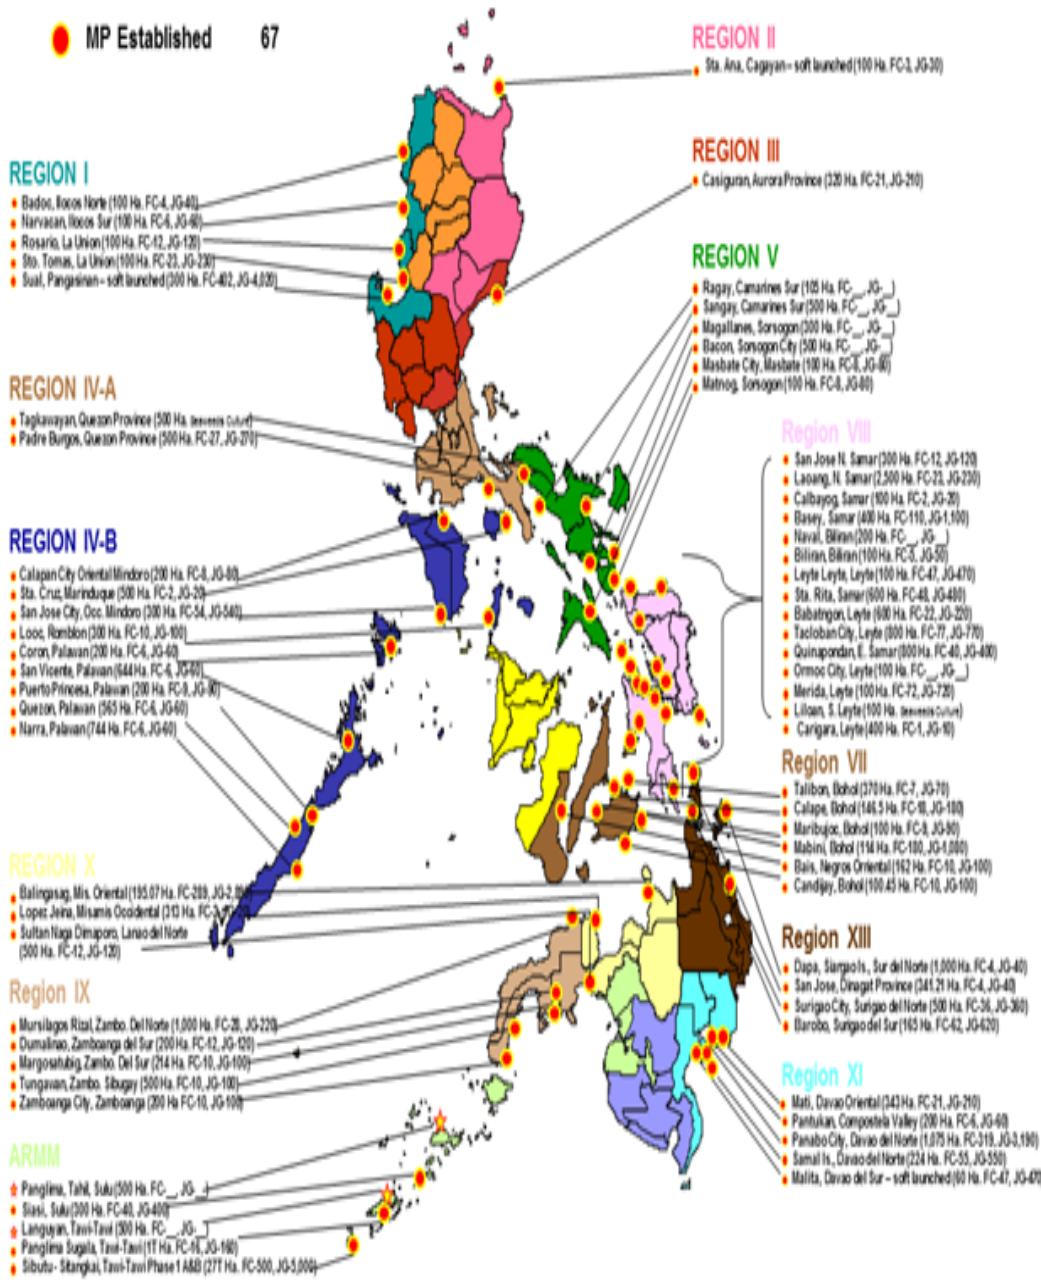 MP Established 67
REGION I
Badoc, Ilocos Norte (100 Ha. FC-4, JG-40)
Narvacan, Ilocos Sur (100 Ha. FC-6, JG-60)
Rosario, La Union (100 Ha. FC-12, JG-120)
Sto. Tomas, La Union (100 Ha. FC-23, JG-230)
Sual, Pangasinan – soft launched (300 Ha. FC-402, JG-4,020)
REGION IV-A
Tagkawayan, Quezon Province (500 Ha. Seaweeds Culture)
Padre Burgos, Quezon Province (500 Ha. FC-27, JG-270)
REGION IV-B
Calapan City Oriental Mindoro (200 Ha. FC-8, JG-80)
Sta. Cruz, Marinduque (500 Ha. FC-2, JG-20)
San Jose City, Occ. Mindoro (300 Ha. FC-54, JG-540)
Looc, Romblon (300 Ha. FC-10, JG-100)
Coron, Palawan (200 Ha. FC-6, JG-60)
San Vicente, Palawan (644 Ha. FC-6, JG-60)
Puerto Princesa, Palawan (200 Ha. FC-9, JG-90)
Quezon, Palawan (565 Ha. FC-6, JG-60)
Narra, Palawan (744 Ha. FC-6, JG-60)
REGION X
Balingasag, Mis. Oriental (195.07 Ha. FC-289,
Lopez Jeina, Misamis Occidental (313 Ha.
Sultan Naga Dimaporo, Lanao del Norte
(500 Ha. FC-12, JG-120)
Region IX
Mursilagos Rizal, Zambo. Del Norte (1,000 Ha. FC-28, JG-220)
Dumalinao, Zamboanga del Sur (200 Ha. FC-12, JG-120)
Margosatubig, Zambo. Del Sur (214 Ha. FC-10, JG-100)
Tungawan, Zambo. Sibugay (500 Ha. FC-10, JG-100)
Zamboanga City, Zamboanga (200 Ha FC-10, JG-100)
ARMM
Panglima, Tahil, Sulu (500 Ha. FC-__, JG-__)
Siasi, Sulu (300 Ha. FC-40, JG-400)
Languyan, Tawi-Tawi (500 Ha. FC-__, JG-__)
Panglima Sugala, Tawi-Tawi (1T Ha. FC-16, JG-160)
Sibutu - Sitangkai, Tawi-Tawi Phase 1 A&B (27T Ha. FC-500, JG-5,000)
REGION II
Sta. Ana, Cagayan – soft launched (100 Ha. FC-3, JG-30)
REGION III
Casiguran, Aurora Province (320 Ha. FC-21, JG-210)
REGION V
Ragay, Camarines Sur (105 Ha. FC-__, JG-__)
Sangay, Camarines Sur (500 Ha. FC-__, JG-__)
Magallanes, Sorsogon (300 Ha. FC-__, JG-__)
Bacon, Sorsogon City (500 Ha. FC-__, JG-__)
Masbate City, Masbate (100 Ha. FC-8, JG-80)
Matnog, Sorsogon (100 Ha. FC-8, JG-80)
Region VIII
San Jose N. Samar (300 Ha. FC-12, JG-120)
Laoang, N. Samar (2,500 Ha. FC-23, JG-230)
Calbayog, Samar (100 Ha. FC-2, JG-20)
Basey, Samar (400 Ha. FC-110, JG-1,100)
Naval, Biliran (200 Ha. FC-__, JG-__)
Biliran, Biliran (100 Ha. FC-5, JG-50)
Leyte Leyte, Leyte (100 Ha. FC-47, JG-470)
Sta. Rita, Samar (600 Ha. FC-48, JG-480)
Babatngon, Leyte (600 Ha. FC-22, JG-220)
Tacloban City, Leyte (800 Ha. FC-77, JG-770)
Quinapondan, E. Samar (800 Ha. FC-40, JG-400)
Ormoc City, Leyte (100 Ha. FC-__, JG-__)
Merida, Leyte (100 Ha. FC-72, JG-720)
Liloan, S. Leyte (100 Ha. Seaweeds Culture)
Carigara, Leyte (400 Ha. FC-1, JG-10)
Region VII
Talibon, Bohol (370 Ha. FC-7, JG-70)
Calape, Bohol (146.5 Ha. FC-18, JG-180)
Maribujoc, Bohol (100 Ha. FC-9, JG-90)
Mabini, Bohol (114 Ha. FC-100, JG-1,000)
Bais, Negros Orriental (162 Ha. FC-10, JG-100)
Candijay, Bohol (100.45 Ha. FC-10, JG-100)
Region XIII
Dapa, Siargao Is., Sur del Norte (1,000 Ha. FC-4, JG-40)
San Jose, Dinagat Province (341.21 Ha. FC-4, JG-40)
Surigao City, Surigao del Norte (500 Ha. FC-36, JG-360)
Barobo, Surigao del Sur (165 Ha. FC-62, JG-620)
Region XI
Mati, Davao Oriental (343 Ha. FC-21, JG-210)
Pantukan, Compostela Valley (200 Ha. FC-6, JG-60)
Panabo City, Davao del Norte (1,075 Ha. FC-319, JG-3,190)
Samal Is., Davao del Norte (224 Ha. FC-55, JG-550)
Malita, Davao del Sur – soft launched (60 Ha. FC-47, JG-470